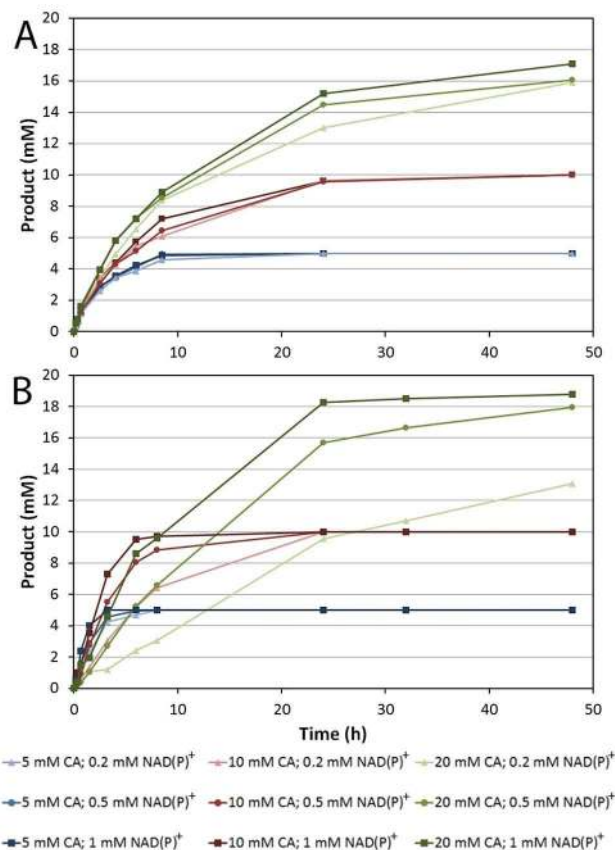 A
20
18
16
14
12
10
8
6
4
2
0
Product (mM)
0 10 20 30 40 50
B
20
18
16
14
12
10
8
6
4
2
0
Product (mM)
0 10 20 30 40 50
Time (h)
5 mM CA; 0.2 mM NAD(P)⁺ 10 mM CA; 0.2 mM NAD(P)⁺ 20 mM CA; 0.2 mM NAD(P)⁺
5 mM CA; 0.5 mM NAD(P)⁺ 10 mM CA; 0.5 mM NAD(P)⁺ 20 mM CA; 0.5 mM NAD(P)⁺
5 mM CA; 1 mM NAD(P)⁺ 10 mM CA; 1 mM NAD(P)⁺ 20 mM CA; 1 mM NAD(P)⁺